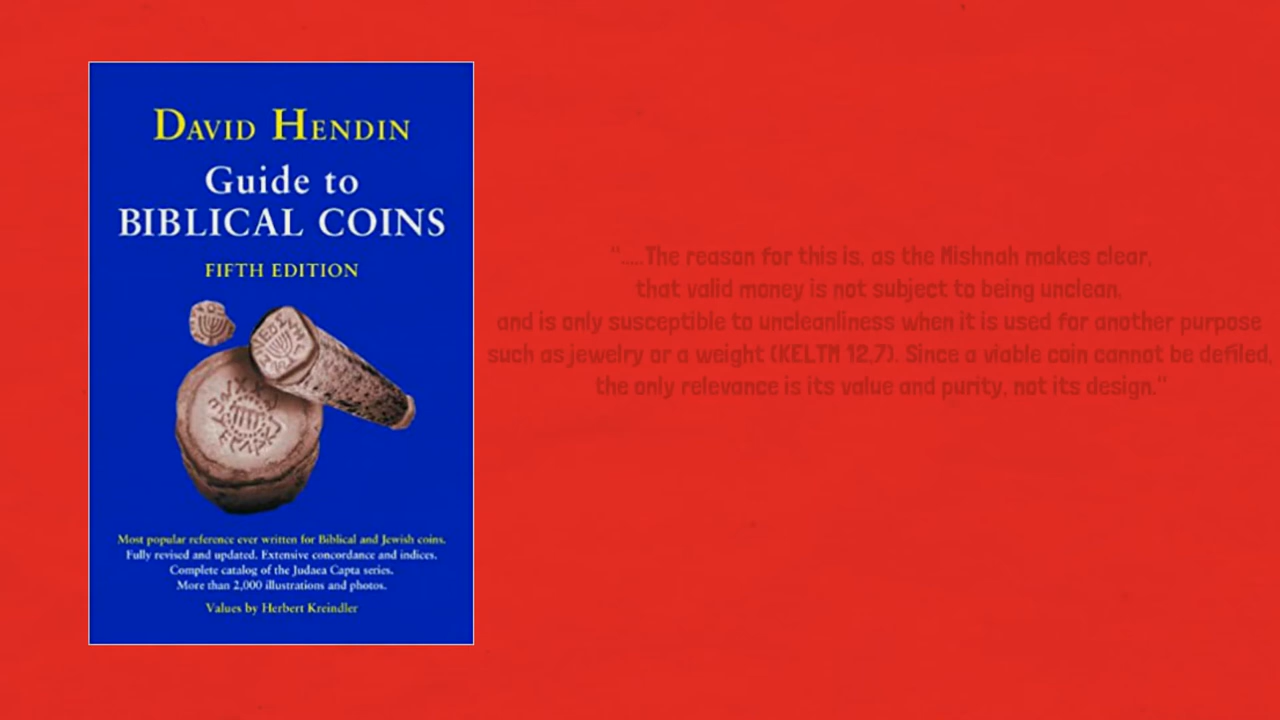 DAVID HENDIN
Guide to
BIBLICAL COINS
FIFTH EDITION
Most popular reference ever written for Biblical and Jewish coins.
Fully revised and updated. Extensive concordance and indices.
Complete catalog of the Judaea Capta series.
More than 2,000 illustrations and photos.
Values by Herbert Kreindler
".....The reason for this is, as the Mishnah makes clear,
that valid money is not subject to being unclean,
and is only susceptible to uncleanliness when it is used for another purpose
such as jewelry or a weight (KELTM 12,7). Since a viable coin cannot be defiled,
the only relevance is its value and purity, not its design."